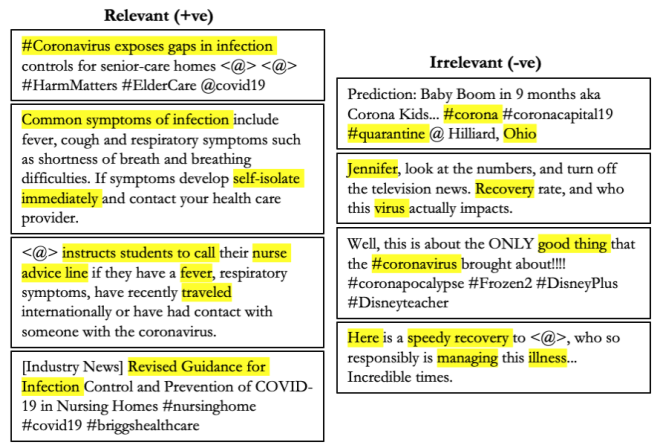 Relevant (+ve)
#Coronavirus exposes gaps in infection
controls for senior-care homes <@> <@>
#HarmMatters #ElderCare @covid19
Common symptoms of infection include
fever, cough and respiratory symptoms such
as shortness of breath and breathing
difficulties. If symptoms develop self-isolate
immediately and contact your health care
provider.
<@> instructs students to call their nurse
advice line if they have a fever, respiratory
symptoms, have recently traveled
internationally or have had contact with
someone with the coronavirus.
[Industry News] Revised Guidance for
Infection Control and Prevention of COVID-
19 in Nursing Homes #nursinghome
#covid19 #briggshealthcare
Irrelevant (-ve)
Prediction: Baby Boom in 9 months aka
Corona Kids... #corona #coronacapital19
#quarantine @ Hilliard, Ohio
Jennifer, look at the numbers, and turn off
the television news. Recovery rate, and who
this virus actually impacts.
Well, this is about the ONLY good thing that
the #coronavirus brought about!!!!
#coronapocalypse #Frozen2 #DisneyPlus
#Disneyteacher
Here is a speedy recovery to <@>, who so
responsibly is managing this illness...
Incredible times.